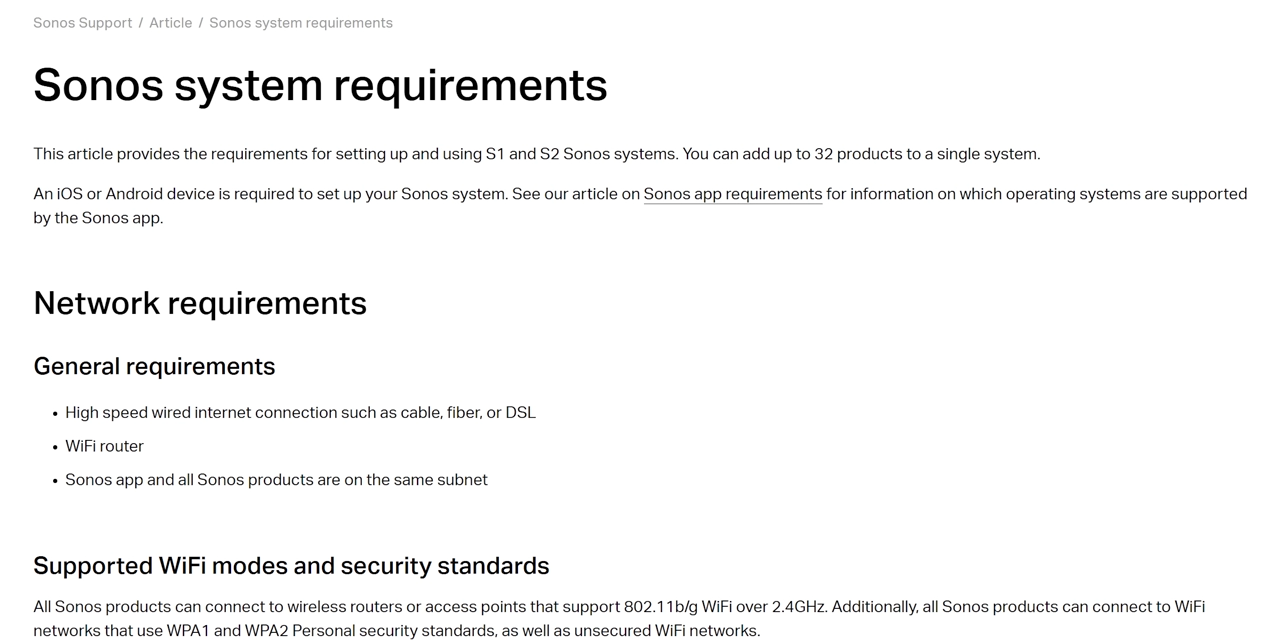 Sonos Support / Article / Sonos system requirements
Sonos system requirements
This article provides the requirements for setting up and using S1 and S2 Sonos systems. You can add up to 32 products to a single system.
An iOS or Android device is required to set up your Sonos system. See our article on Sonos app requirements for information on which operating systems are supported
by the Sonos app.
Network requirements
General requirements
• High speed wired internet connection such as cable, fiber, or DSL
• WiFi router
• Sonos app and all Sonos products are on the same subnet
Supported WiFi modes and security standards
All Sonos products can connect to wireless routers or access points that support 802.11b/g WiFi over 2.4GHz. Additionally, all Sonos products can connect to WiFi
networks that use WPA1 and WPA2 Personal security standards, as well as unsecured WiFi networks.